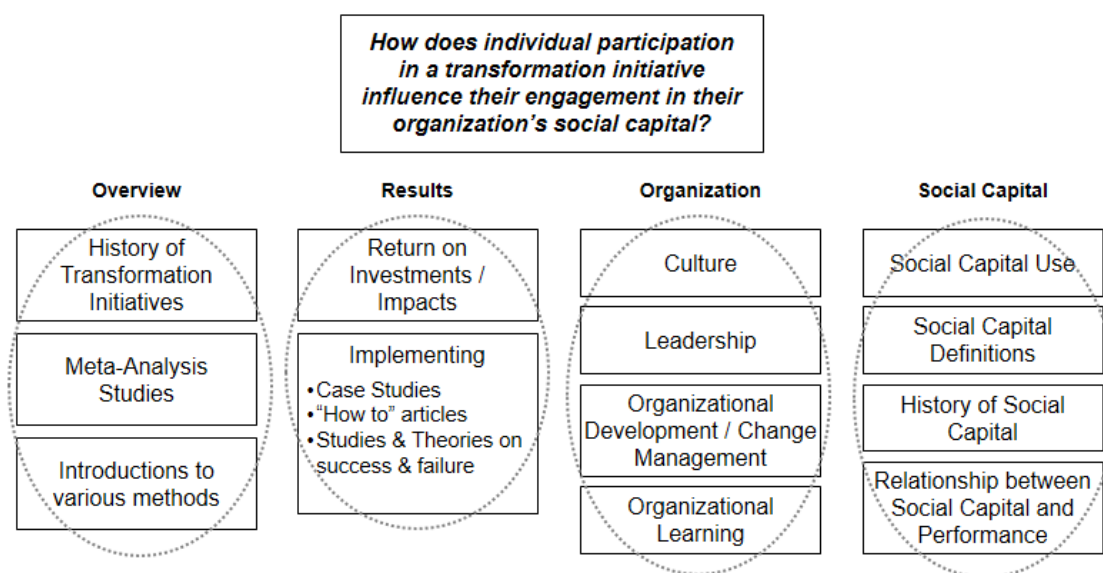 How does individual participation
in a transformation initiative
influence their engagement in their
organization's social capital?
Overview
History of
Transformation
Initiatives
Meta-Analysis
Studies
Introductions to
various methods
Results
Return on
Investments /
Impacts
Implementing
•Case Studies
•“How to” articles
•Studies & Theories on
success & failure
Organization
Culture
Leadership
Organizational
Development / Change
Management
Organizational
Learning
Social Capital
Social Capital Use
Social Capital
Definitions
History of Social
Capital
Relationship between
Social Capital and
Performance